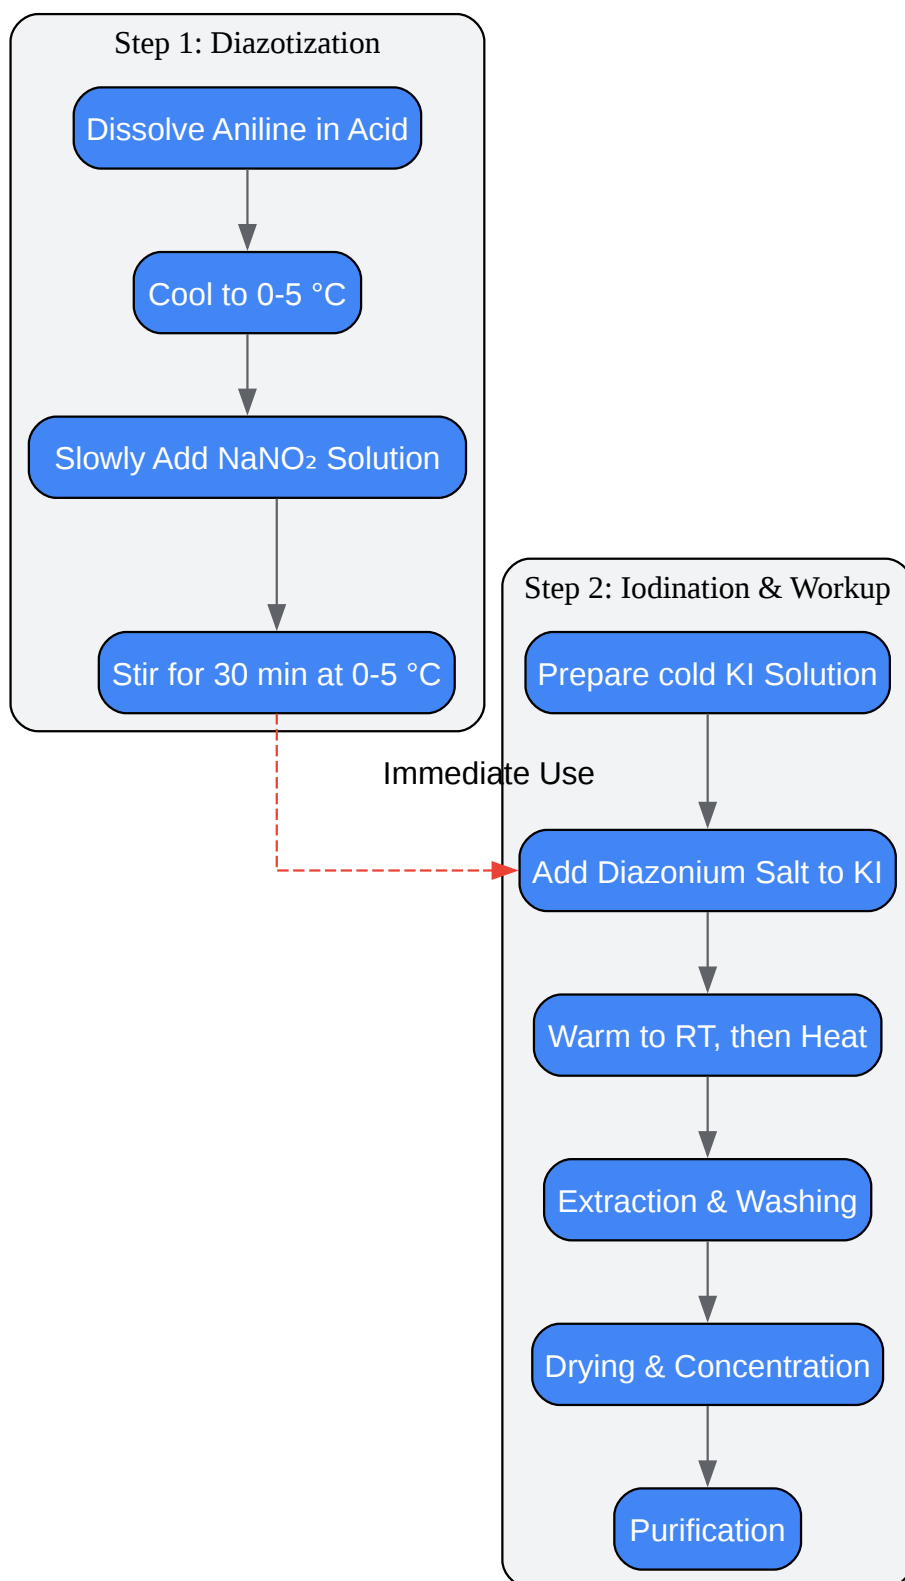 Step 1: Diazotization
Dissolve Aniline in Acid
Cool to 0-5 °C
Slowly Add NaNO₂ Solution
Stir for 30 min at 0-5 °C
Immediate Use
Step 2: Iodination & Workup
Prepare cold KI Solution
Add Diazonium Salt to KI
Warm to RT, then Heat
Extraction & Washing
Drying & Concentration
Purification